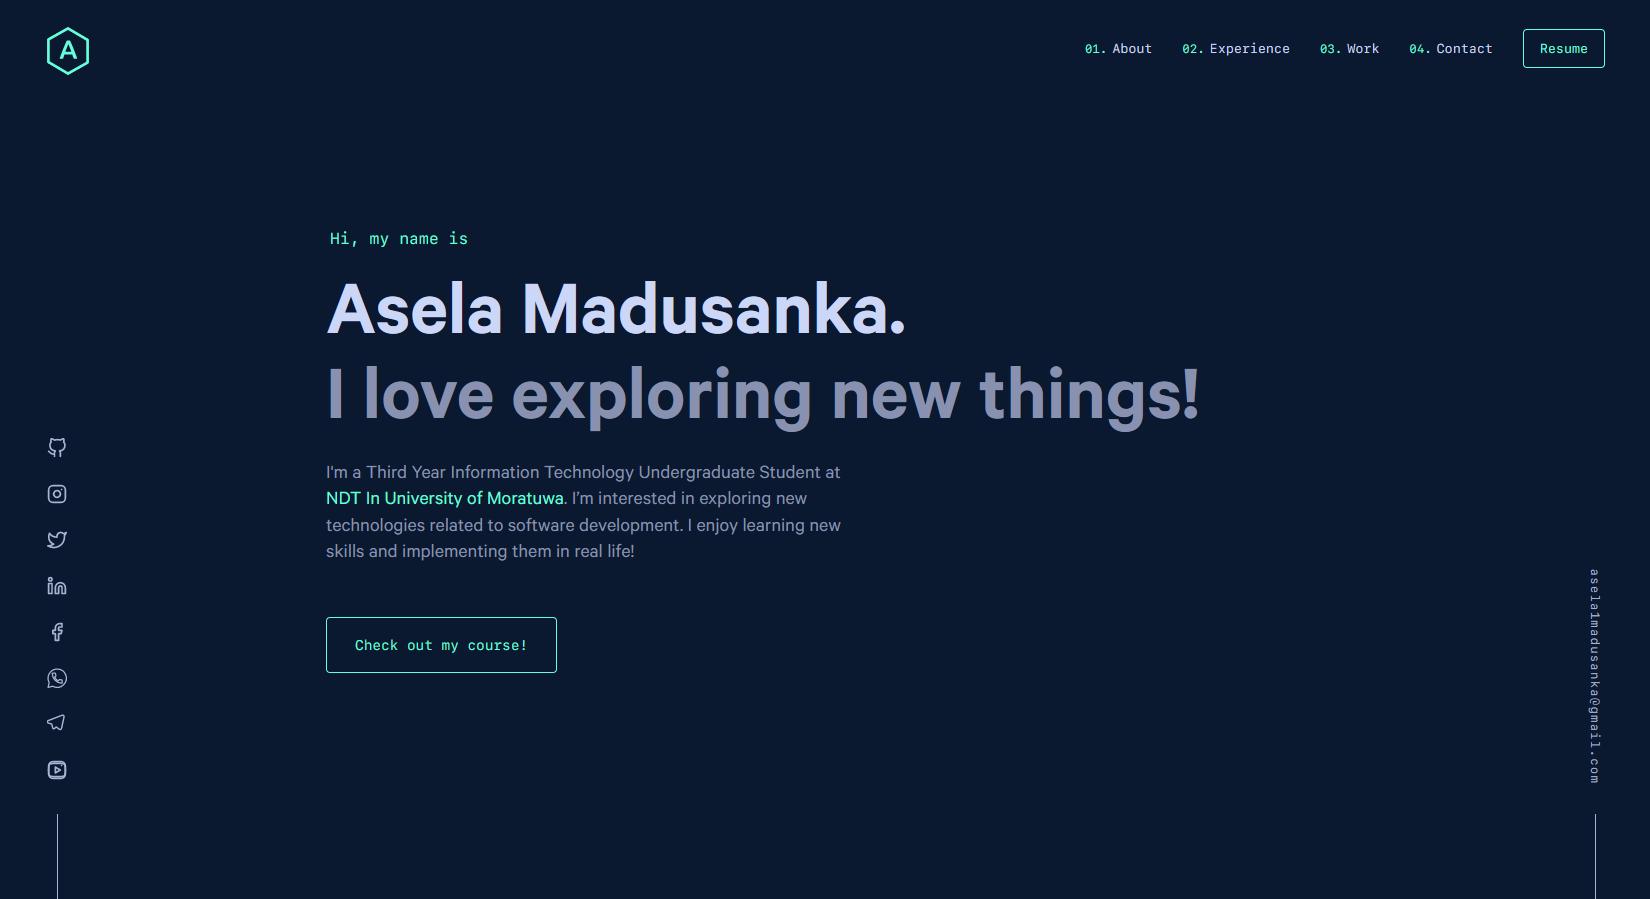 A
01. About
02. Experience
03. Work
04. Contact
Resume
Hi, my name is
Asela Madusanka.
I love exploring new things!
I'm a Third Year Information Technology Undergraduate Student at
NDT In University of Moratuwa. I'm interested in exploring new
technologies related to software development. I enjoy learning new
skills and implementing them in real life!
Check out my course!
asela1madusanka@gmail.com